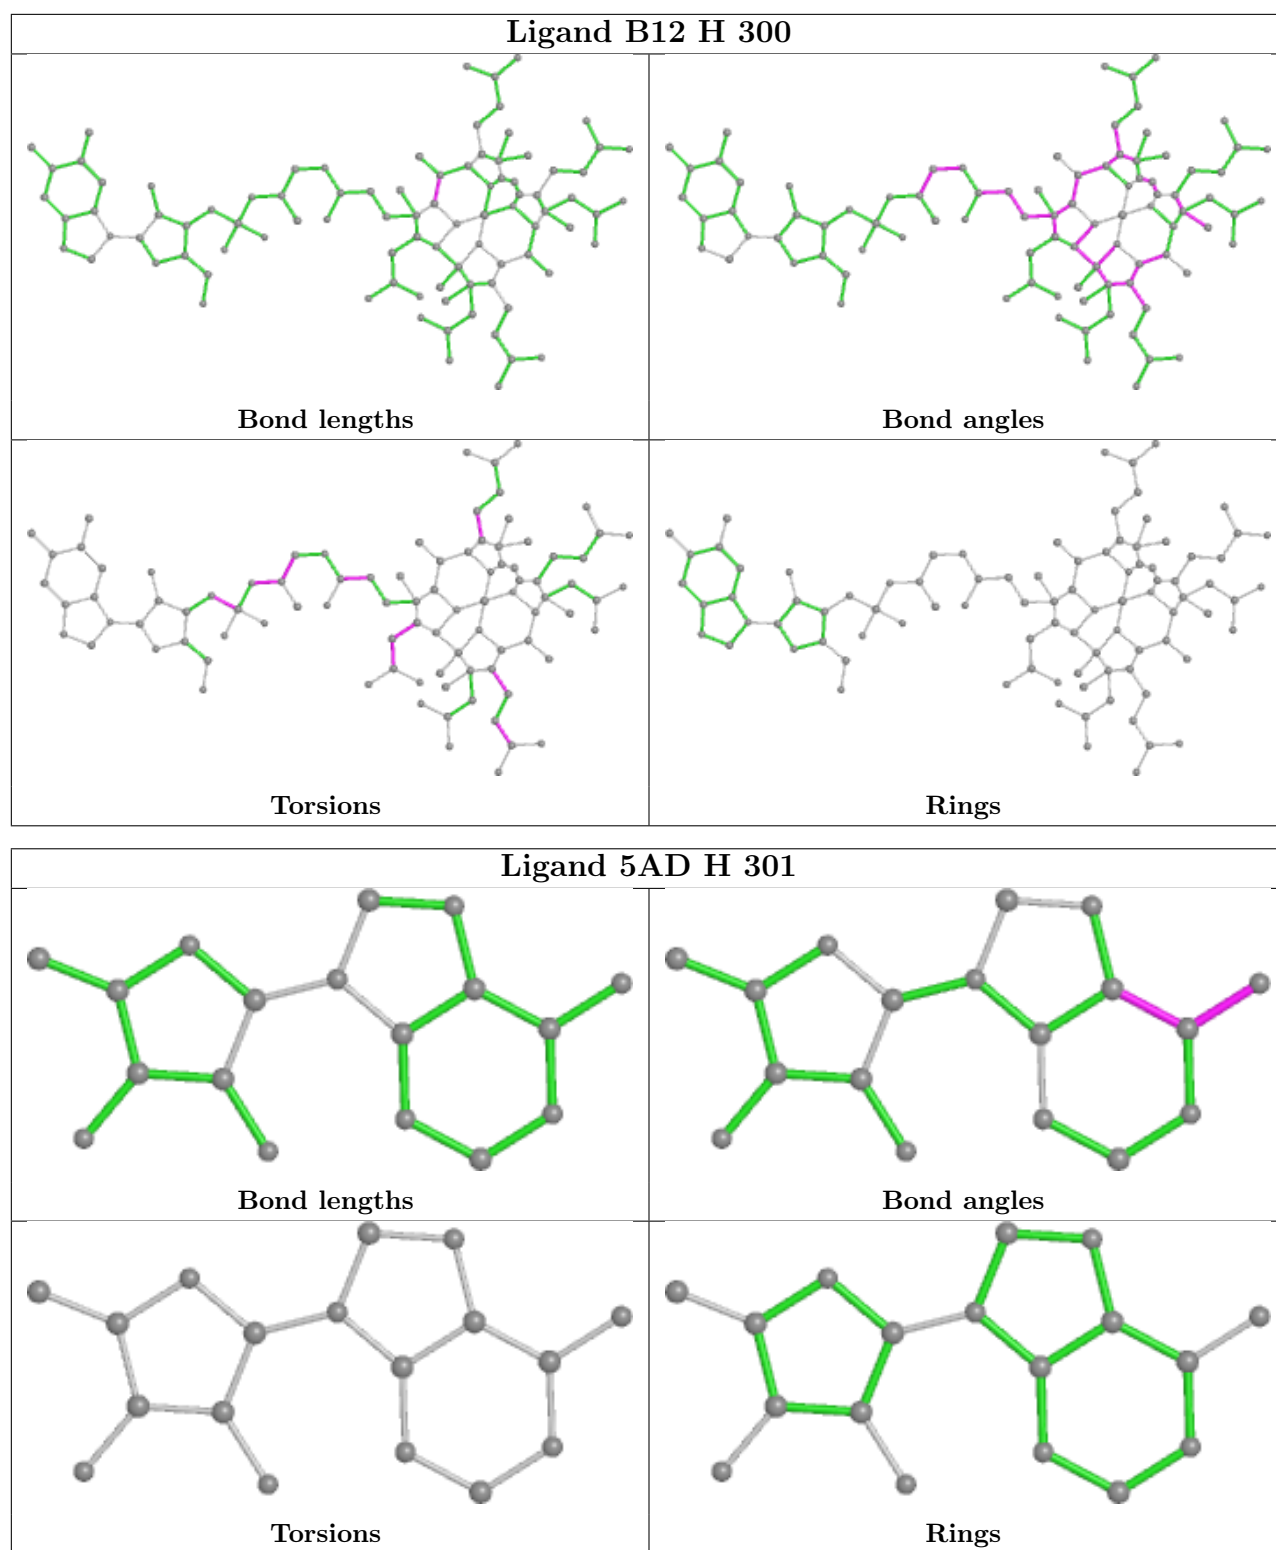 Ligand B12 H 300
Bond lengths
Bond angles
Torsions
Rings
Ligand 5AD H 301
Bond lengths
Bond angles
Torsions
Rings